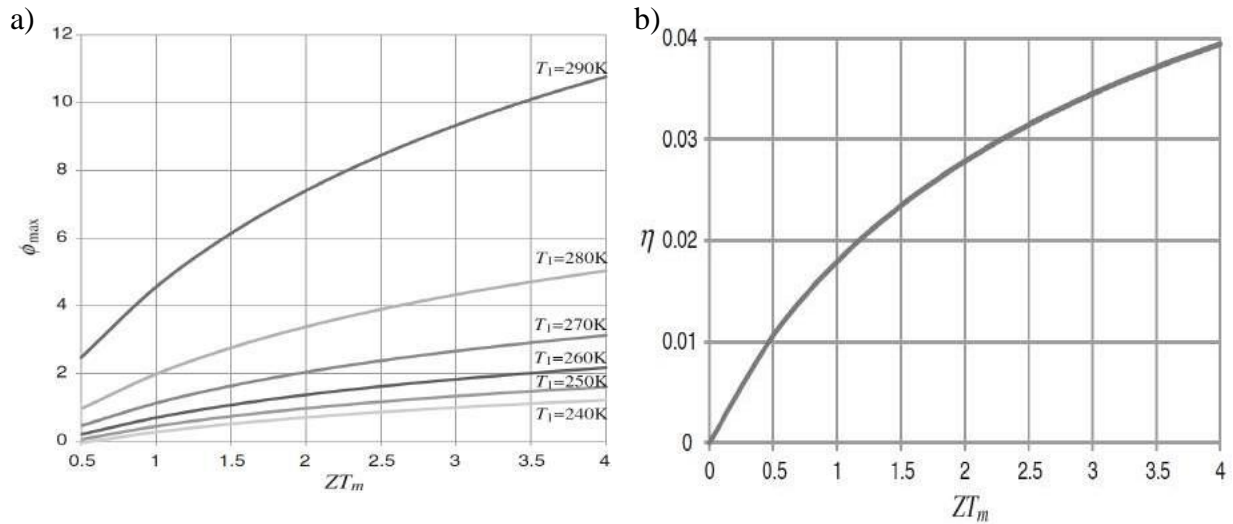 a)
12
10
8
6
4
2
0
ϕmax
T1=290K
T1=280K
T1=270K
T1=260K
T1=250K
T1=240K
0.5 1 1.5 2 2.5 3 3.5 4
ZTm
b)
0.04
0.03
0.02
0.01
0
η
0 0.5 1 1.5 2 2.5 3 3.5 4
ZTm